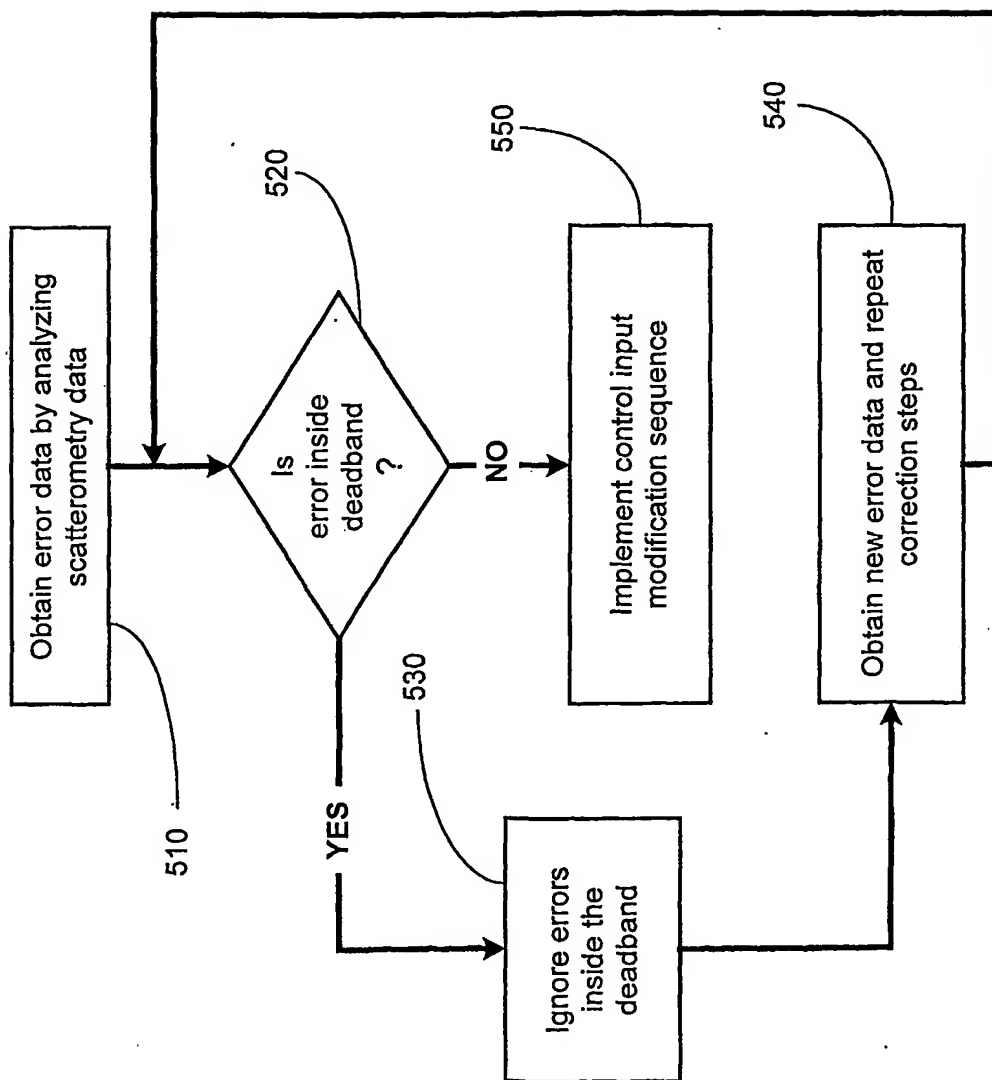 Obtain error data by analyzing
scatterometry data
510
520
Is
error inside
deadband
?
YES
NO
530
Ignore errors
inside the
deadband
550
Implement control input
modification sequence
540
Obtain new error data and repeat
correction steps